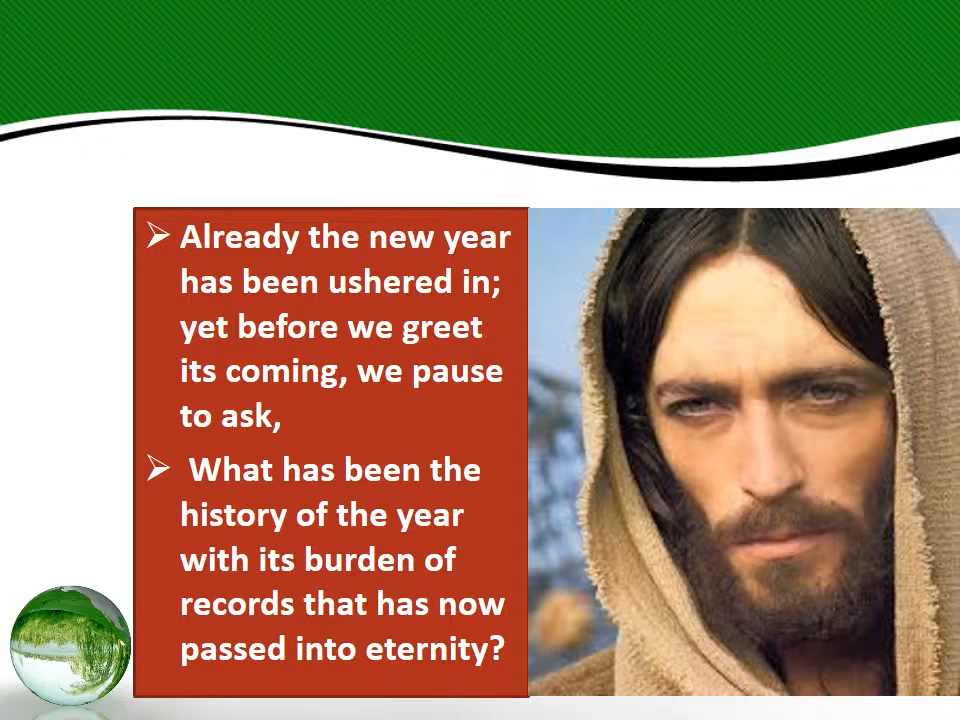 ➢ Already the new year
has been ushered in;
yet before we greet
its coming, we pause
to ask,
➢ What has been the
history of the year
with its burden of
records that has now
passed into eternity?